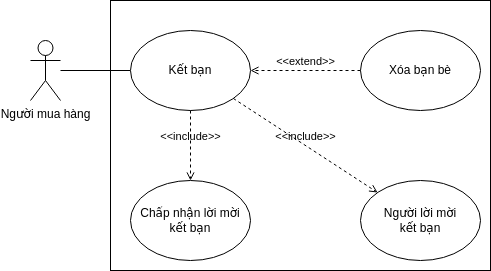 Kết bạn
<<extend>>
Xóa bạn bè
Người mua hàng
<<include>>
<<include>>
Chấp nhận lời mời
kết bạn
Người lời mời
kết bạn